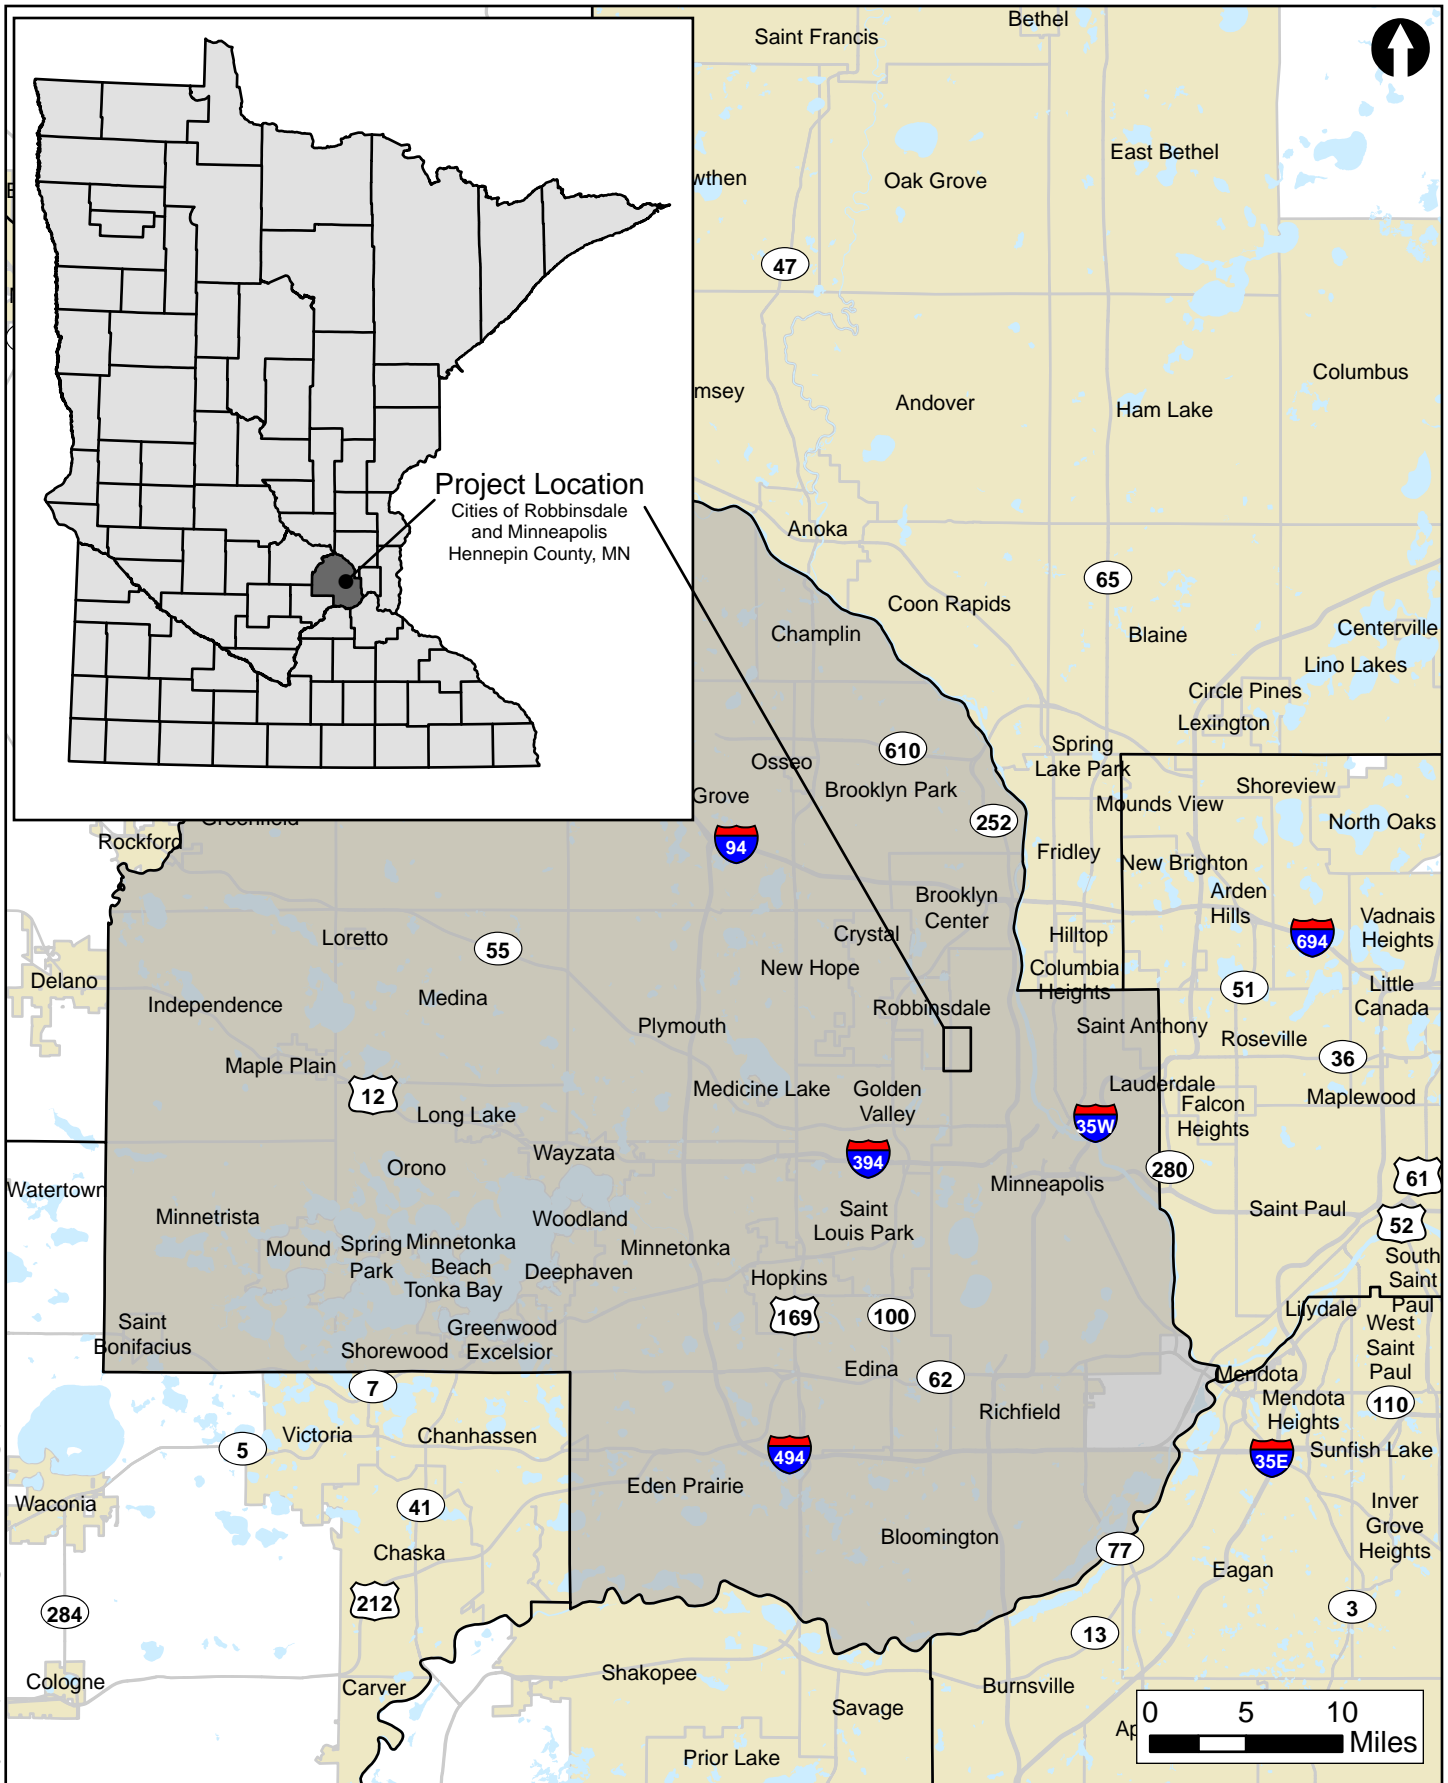 Bethel
Saint Francis
East Bethel
Oak Grove
wthen
47
Columbus
msey
Andover
Ham Lake
Project Location
Cities of Robbinsdale
and Minneapolis
Hennepin County, MN
Anoka
65
Coon Rapids
Champlin
Blaine
Centerville
Lino Lakes
Circle Pines
Lexington
610
Spring
Lake Park
Osseo
Brooklyn Park
Grove
Shoreview
Mounds View
North Oaks
252
Rockford
94
Fridley
New Brighton
Arden
Hills
Brooklyn
Center
Vadnais
Heights
Crystal
Hilltop
694
Loretto
55
New Hope
Columbia
Heights
Delano
Independence
Medina
51
Little
Canada
Robbinsdale
Plymouth
Saint Anthony
Roseville
36
Maple Plain
12
Medicine Lake
Golden
Valley
Lauderdale
Falcon
Heights
Maplewood
Long Lake
35W
Wayzata
394
Orono
280
61
Watertown
Minneapolis
Minnetrista
Woodland
Saint
Louis Park
Saint Paul
52
Mound
Spring
Park
Minnetonka
Beach
Minnetonka
South
Saint
Paul
Deephaven
Tonka Bay
Hopkins
169
100
Lilydale
Saint
Bonifacius
Greenwood
Excelsior
West
Saint
Paul
Shorewood
7
Edina
62
Mendota
Mendota
Heights
110
Richfield
Victoria
Chanhassen
5
494
35E
Sunfish Lake
Eden Prairie
Waconia
41
Inver
Grove
Heights
Bloomington
Chaska
77
Eagan
212
284
3
13
Shakopee
Cologne
Carver
Burnsville
Savage
Ap
0 5 10
Miles
Prior Lake